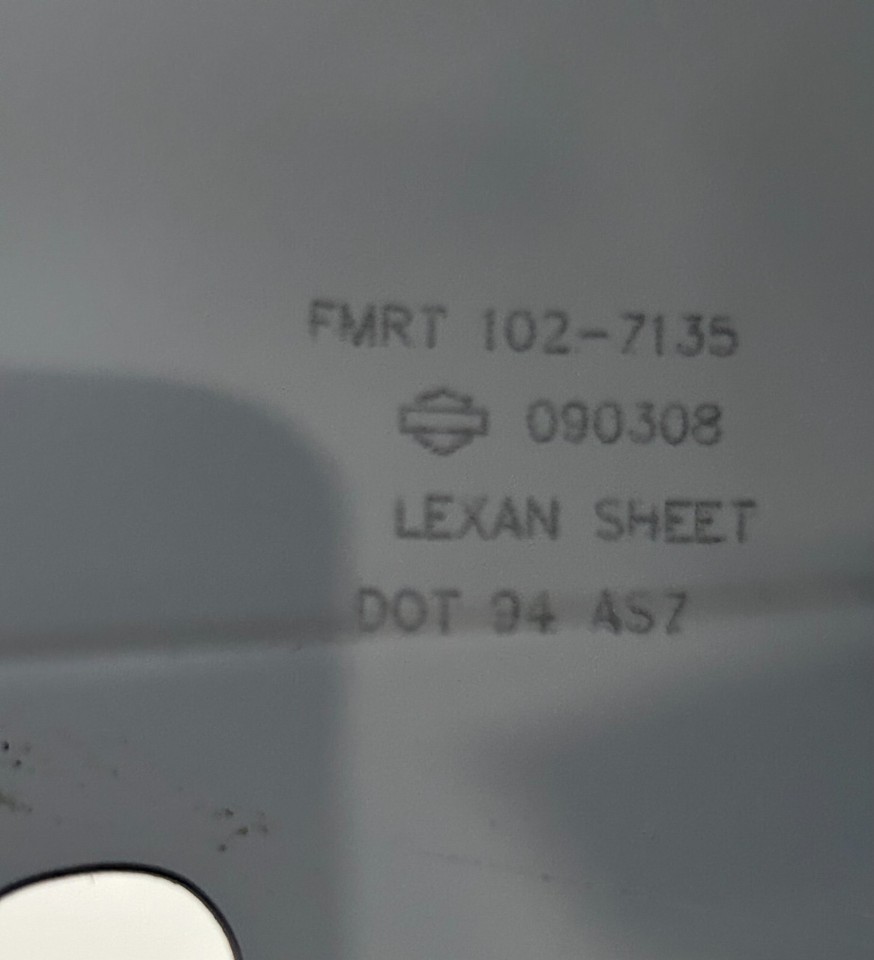 FMRT 102-7135
090308
LEXAN SHEET
DOT 94 AS7